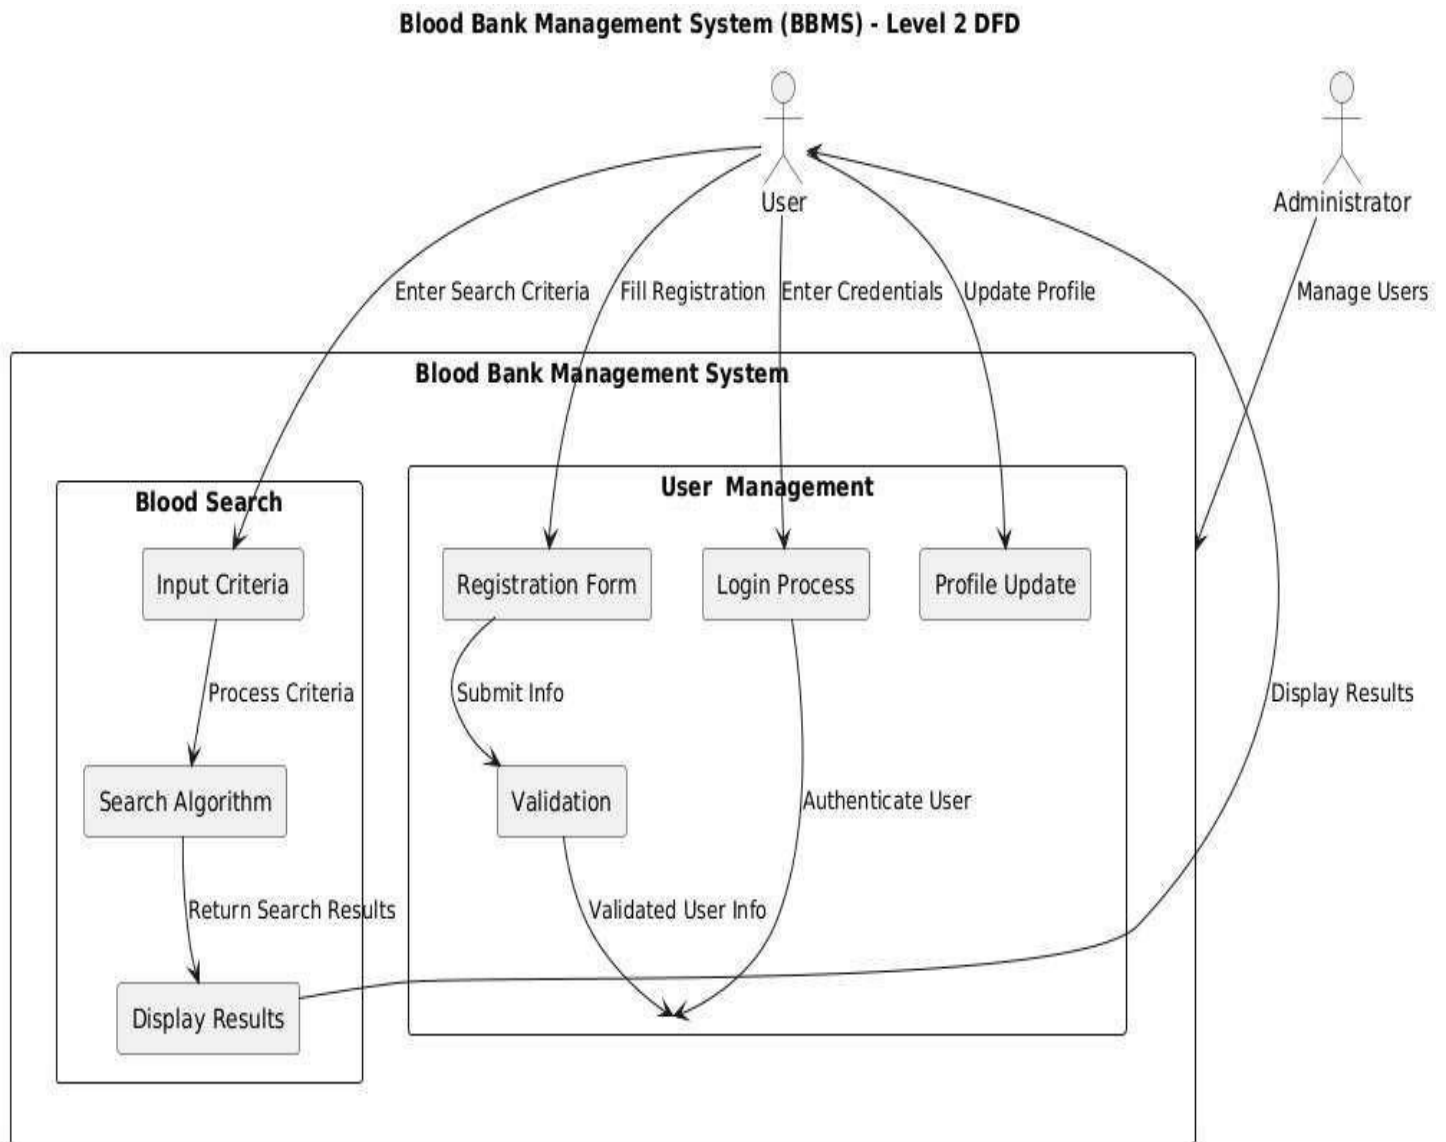 Blood Bank Management System (BBMS) - Level 2 DFD
User
Administrator
Enter Search Criteria
Fill Registration
Enter Credentials
Update Profile
Manage Users
Blood Bank Management System
Blood Search
User Management
Input Criteria
Registration Form
Login Process
Profile Update
Process Criteria
Submit Info
Display Results
Search Algorithm
Validation
Authenticate User
Return Search Results
Validated User Info
Display Results